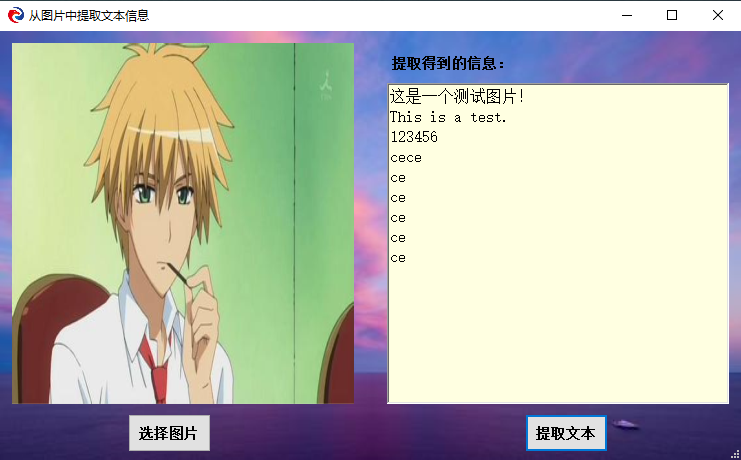 从图片中提取文本信息
提取得到的信息：
这是一个测试图片!
This is a test.
123456
cece
ce
ce
ce
ce
ce
选择图片
提取文本